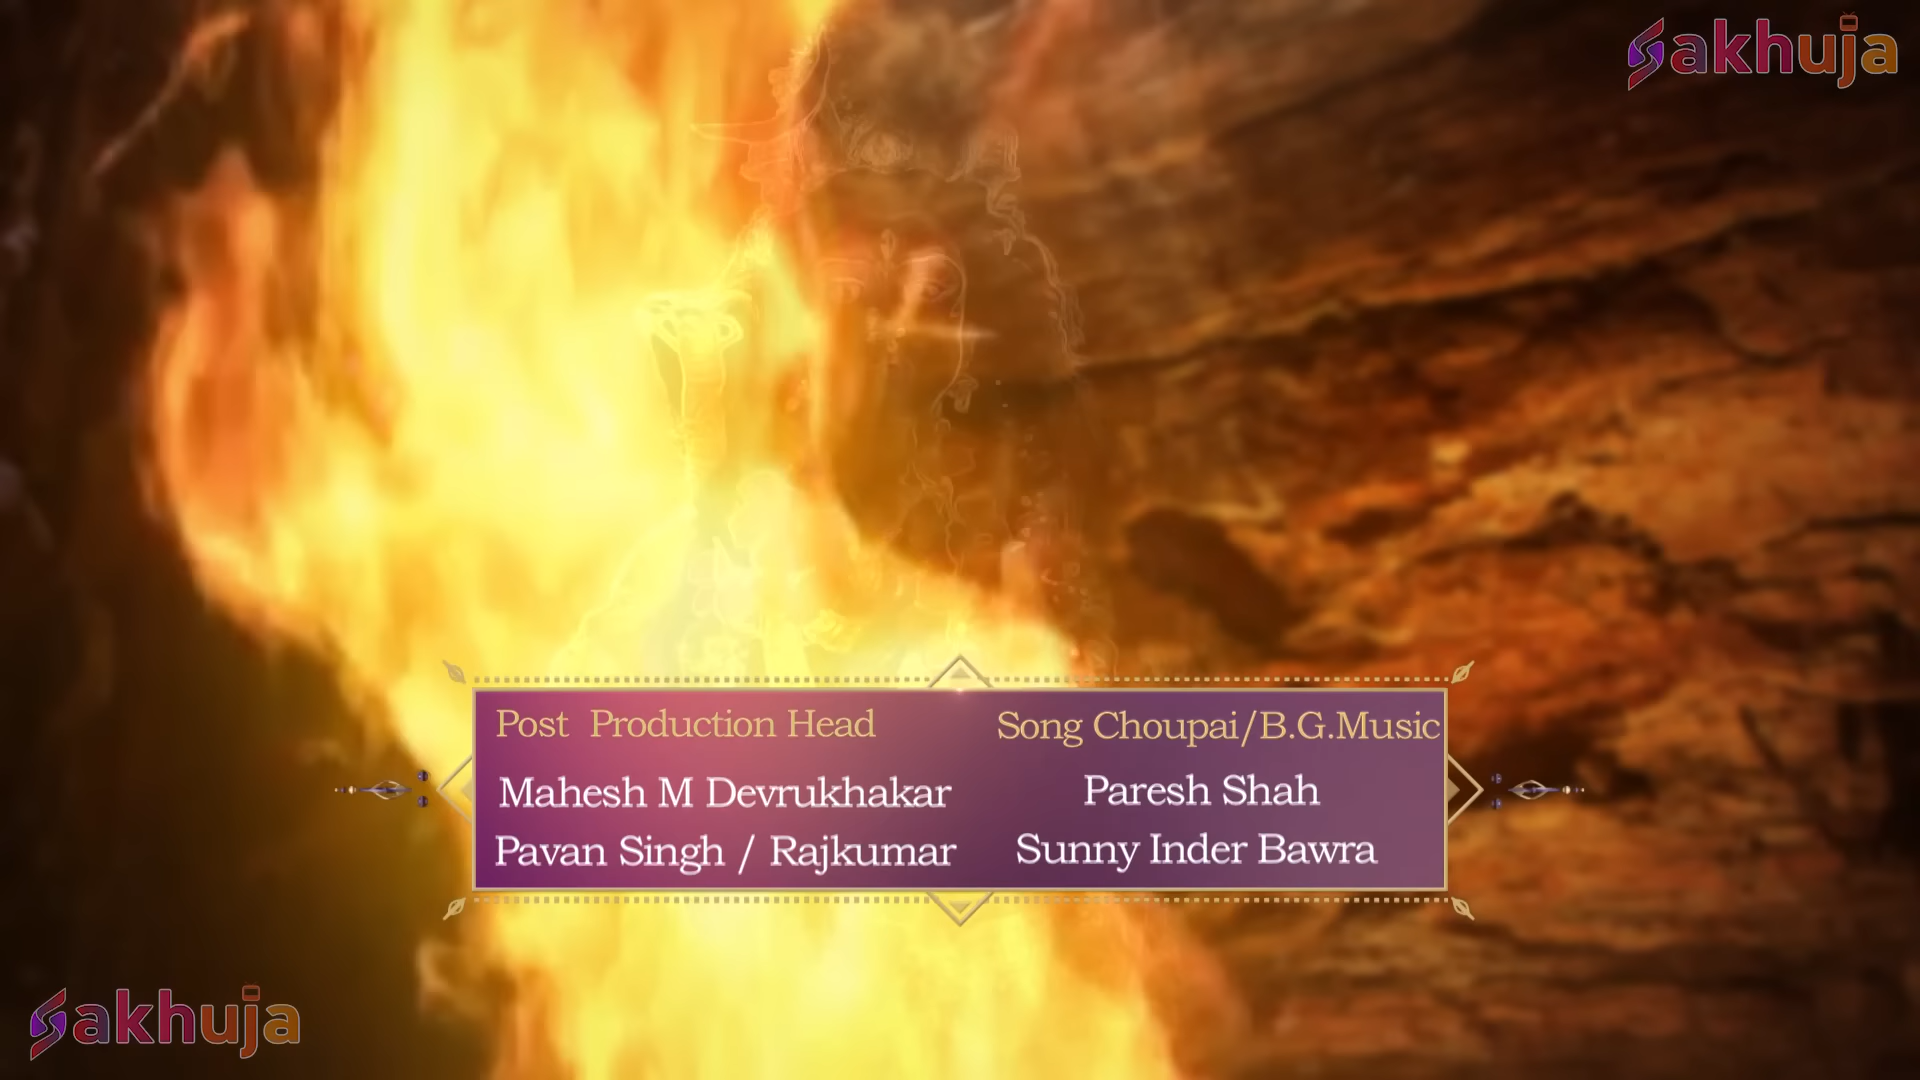 Sakhuja
Post Production Head
Mahesh M Devrukhakar
Pavan Singh / Rajkumar
Song Choupai/B.G.Music
Paresh Shah
Sunny Inder Bawra
Sakhuja